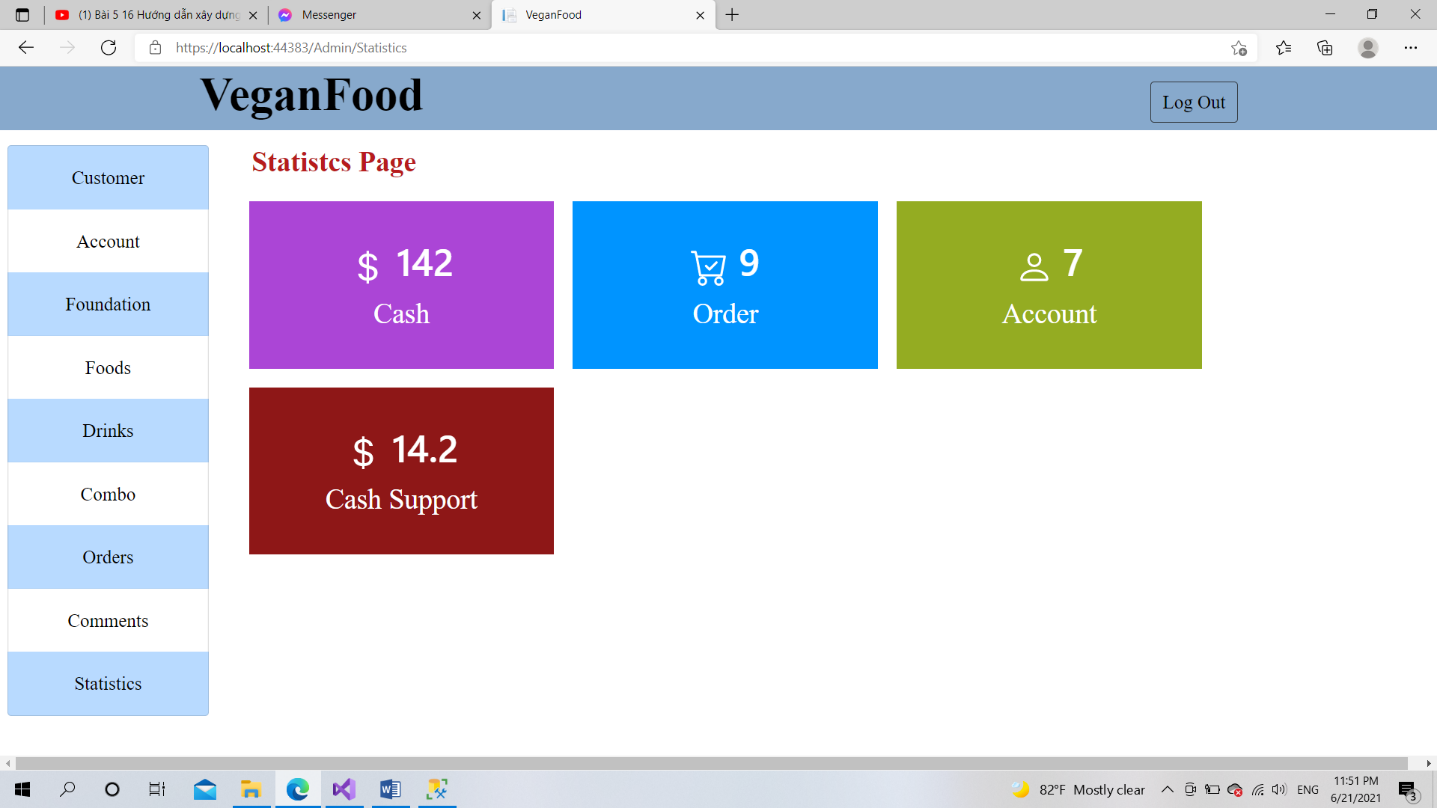 (1) Bài 5 16 Hướng dẫn xây dựng
Messenger
VeganFood
https://localhost:44383/Admin/Statistics
VeganFood
Log Out
Statistcs Page
Customer
Account
Foundation
Foods
Drinks
Combo
Orders
Comments
Statistics
$ 142
Cash
9
Order
7
Account
$ 14.2
Cash Support
82°F Mostly clear
ENG
11:51 PM
6/21/2021
3